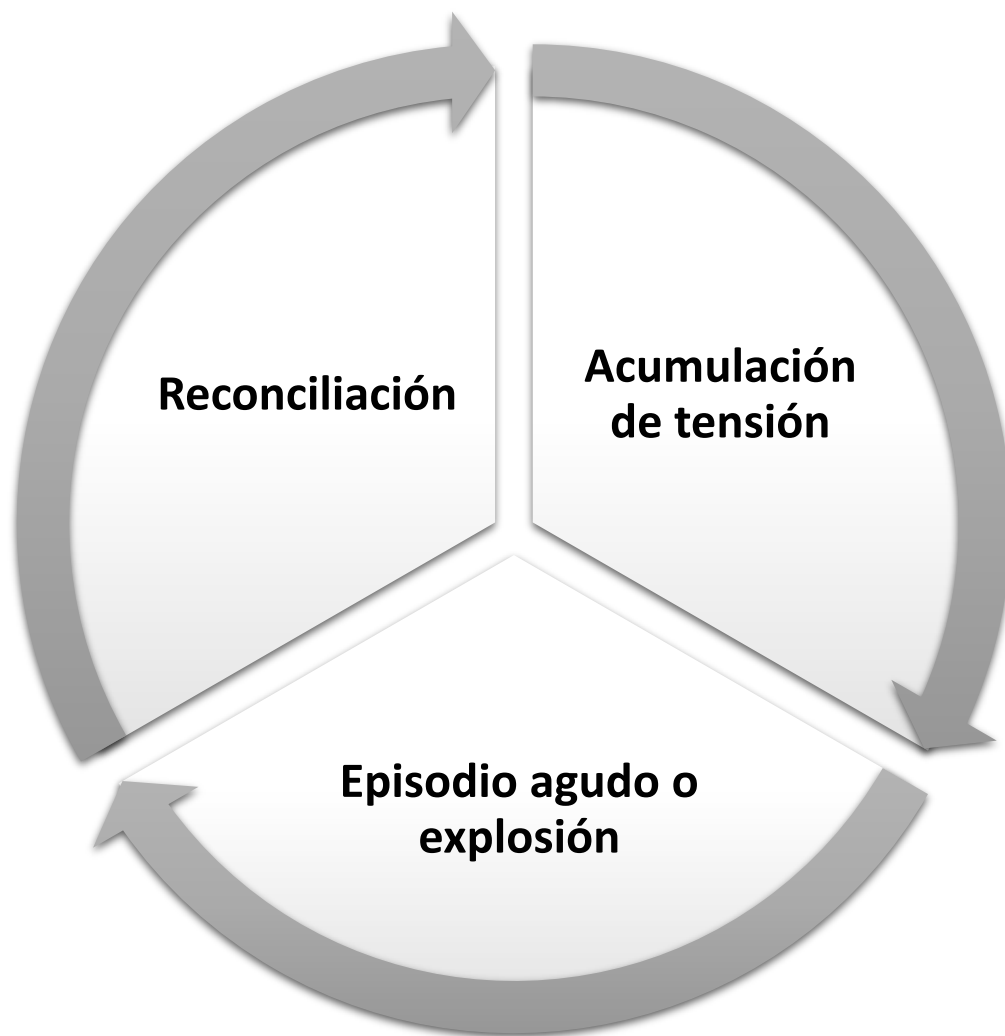 Reconciliación
Acumulación
de tensión
Episodio agudo o
explosión